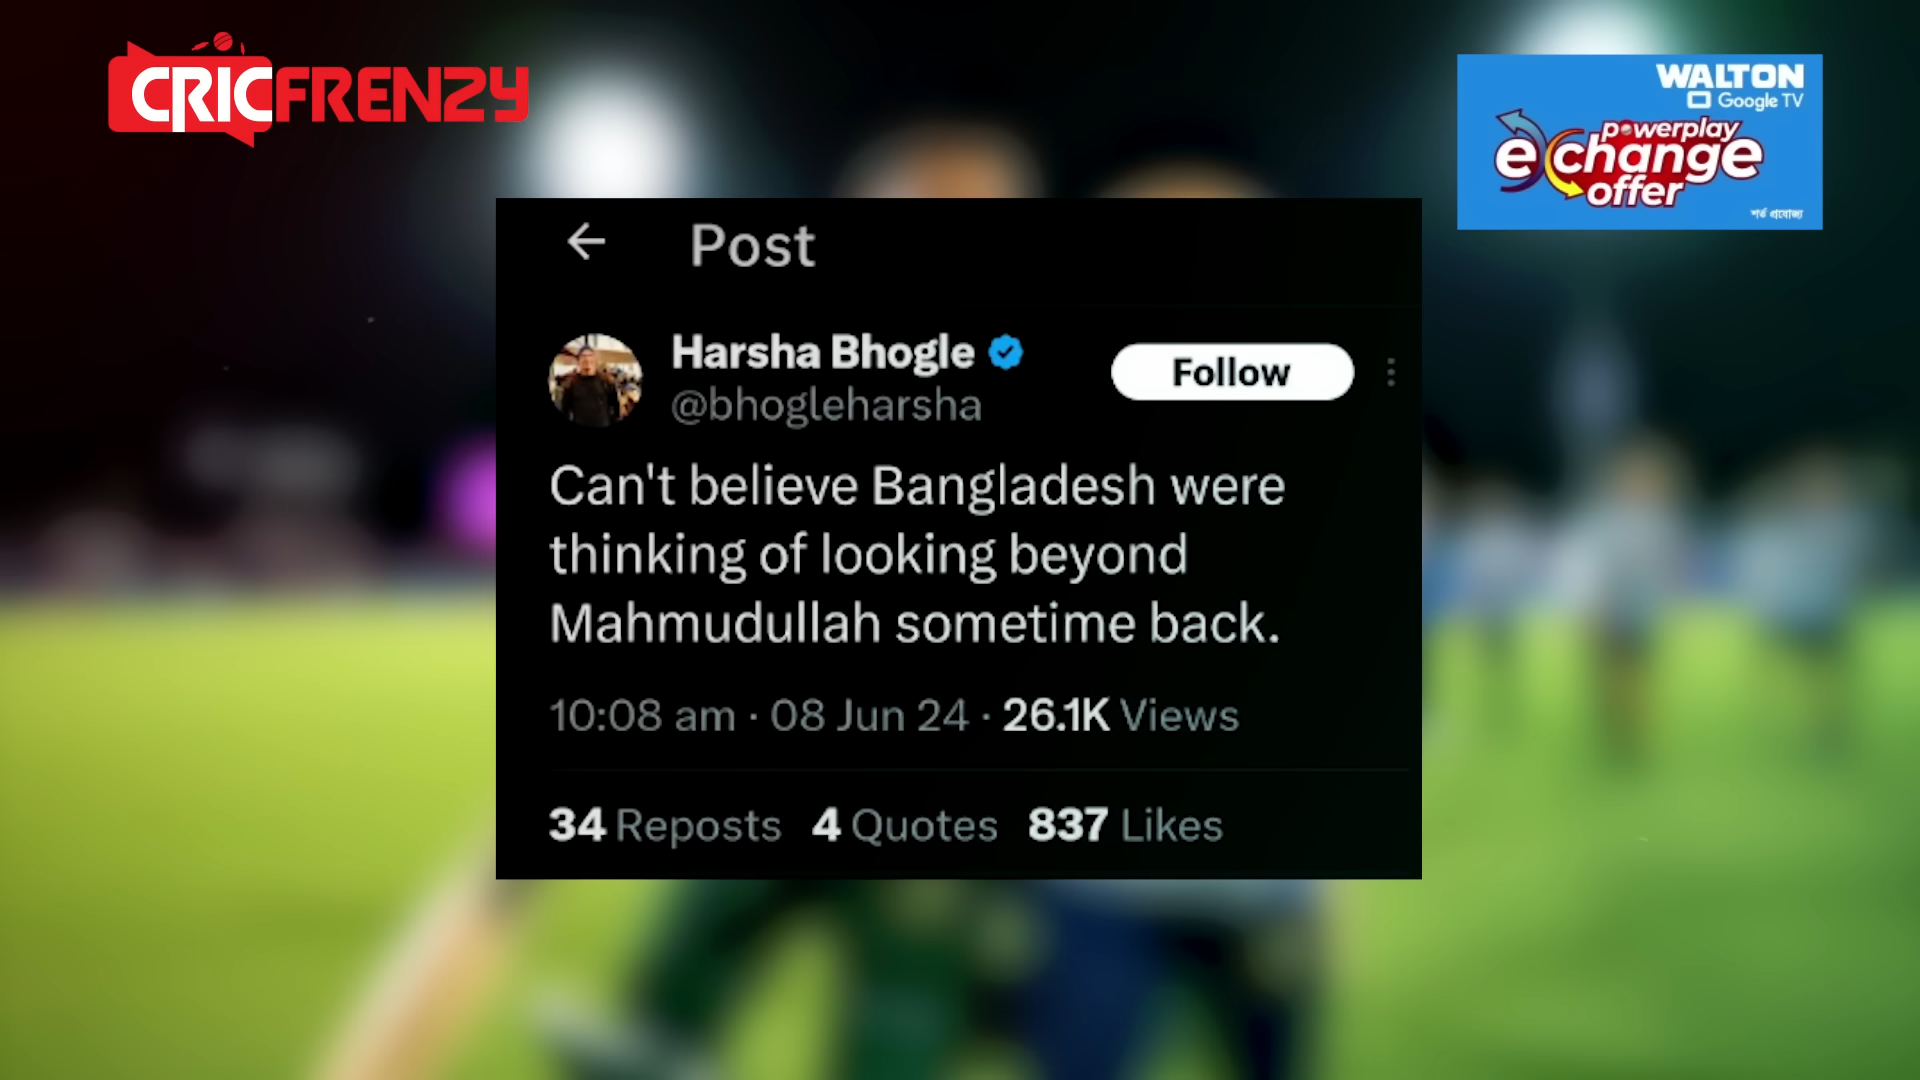 CRICFRENZY
WALTON
Google TV
powerplay
exchange
offer
শর্ত প্রযোজ্য
Post
Harsha Bhogle
@bhogleharsha
Follow
Can't believe Bangladesh were
thinking of looking beyond
Mahmudullah sometime back.
10:08 am · 08 Jun 24 · 26.1K Views
34 Reposts 4 Quotes 837 Likes